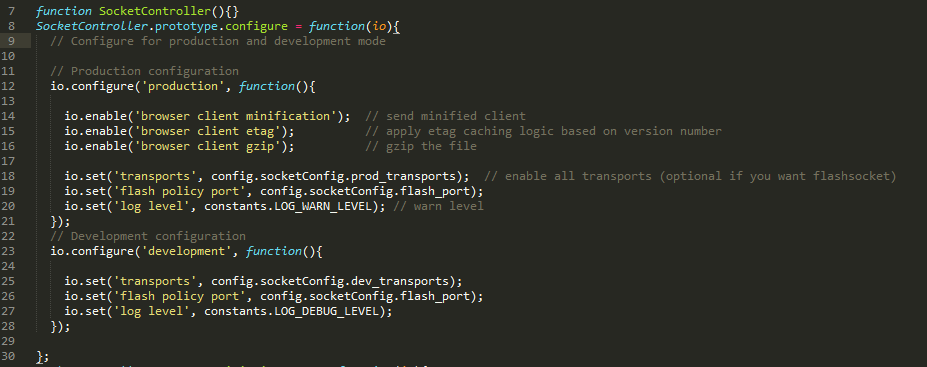 7 function SocketController(){}
8 SocketController.prototype.configure = function(io){
9 // Configure for production and development mode
10
11 // Production configuration
12 io.configure('production', function(){
13
14 io.enable('browser client minification'); // send minified client
15 io.enable('browser client etag'); // apply etag caching logic based on version number
16 io.enable('browser client gzip'); // gzip the file
17
18 io.set('transports', config.socketConfig.prod_transports); // enable all transports (optional if you want flashsocket)
19 io.set('flash policy port', config.socketConfig.flash_port);
20 io.set('log level', constants.LOG_WARN_LEVEL); // warn level
21 });
22 // Development configuration
23 io.configure('development', function(){
24
25 io.set('transports', config.socketConfig.dev_transports);
26 io.set('flash policy port', config.socketConfig.flash_port);
27 io.set('log level', constants.LOG_DEBUG_LEVEL);
28 });
29
30 };